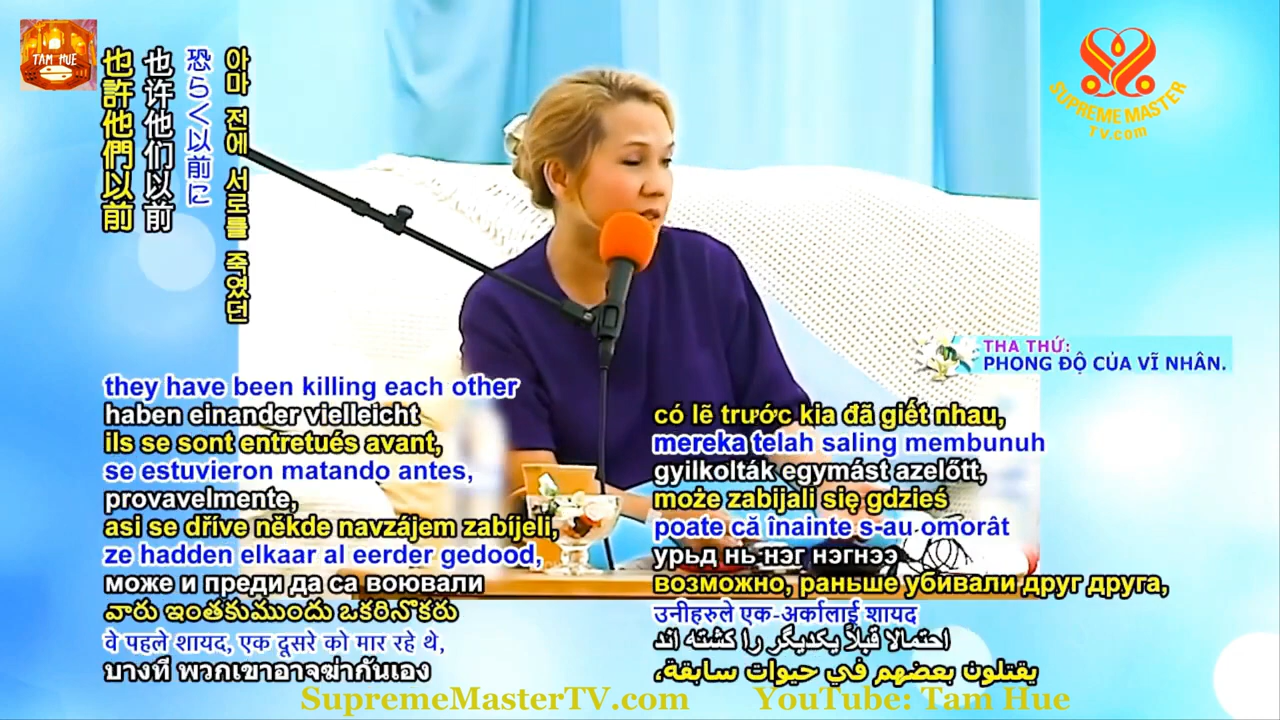 TAM HUE
也許他們以前
也许他们以前
恐らく以前に
아마 전에 서로를 죽였던
SUPREME MASTER
TV.com
THA THỨ:
PHONG ĐỘ CỦA VĨ NHÂN.
they have been killing each other
haben einander vielleicht
ils se sont entretués avant,
se estuvieron matando antes,
provavelmente,
asi se dříve někde navzájem zabíjeli,
ze hadden elkaar al eerder gedood,
може и преди да са воювали
వారు ఇంతకుముందు ఒకరినొకరు
वे पहले शायद, एक दूसरे को मार रहे थे,
บางที พวกเขาอาจฆ่ากันเอง
có lẽ trước kia đã giết nhau,
mereka telah saling membunuh
gyilkolták egymást azelőtt,
może zabijali się gdzieś
poate că înainte s-au omorât
урьд нь нэг нэгнээ
возможно, раньше убивали друг друга,
उनीहरुले एक-अर्कालाई शायद
احتمالا قبلاً یکدیگر را کشته اند
يقتلون بعضهم في حيوات سابقة،
SupremeMasterTV.com
YouTube: Tam Hue